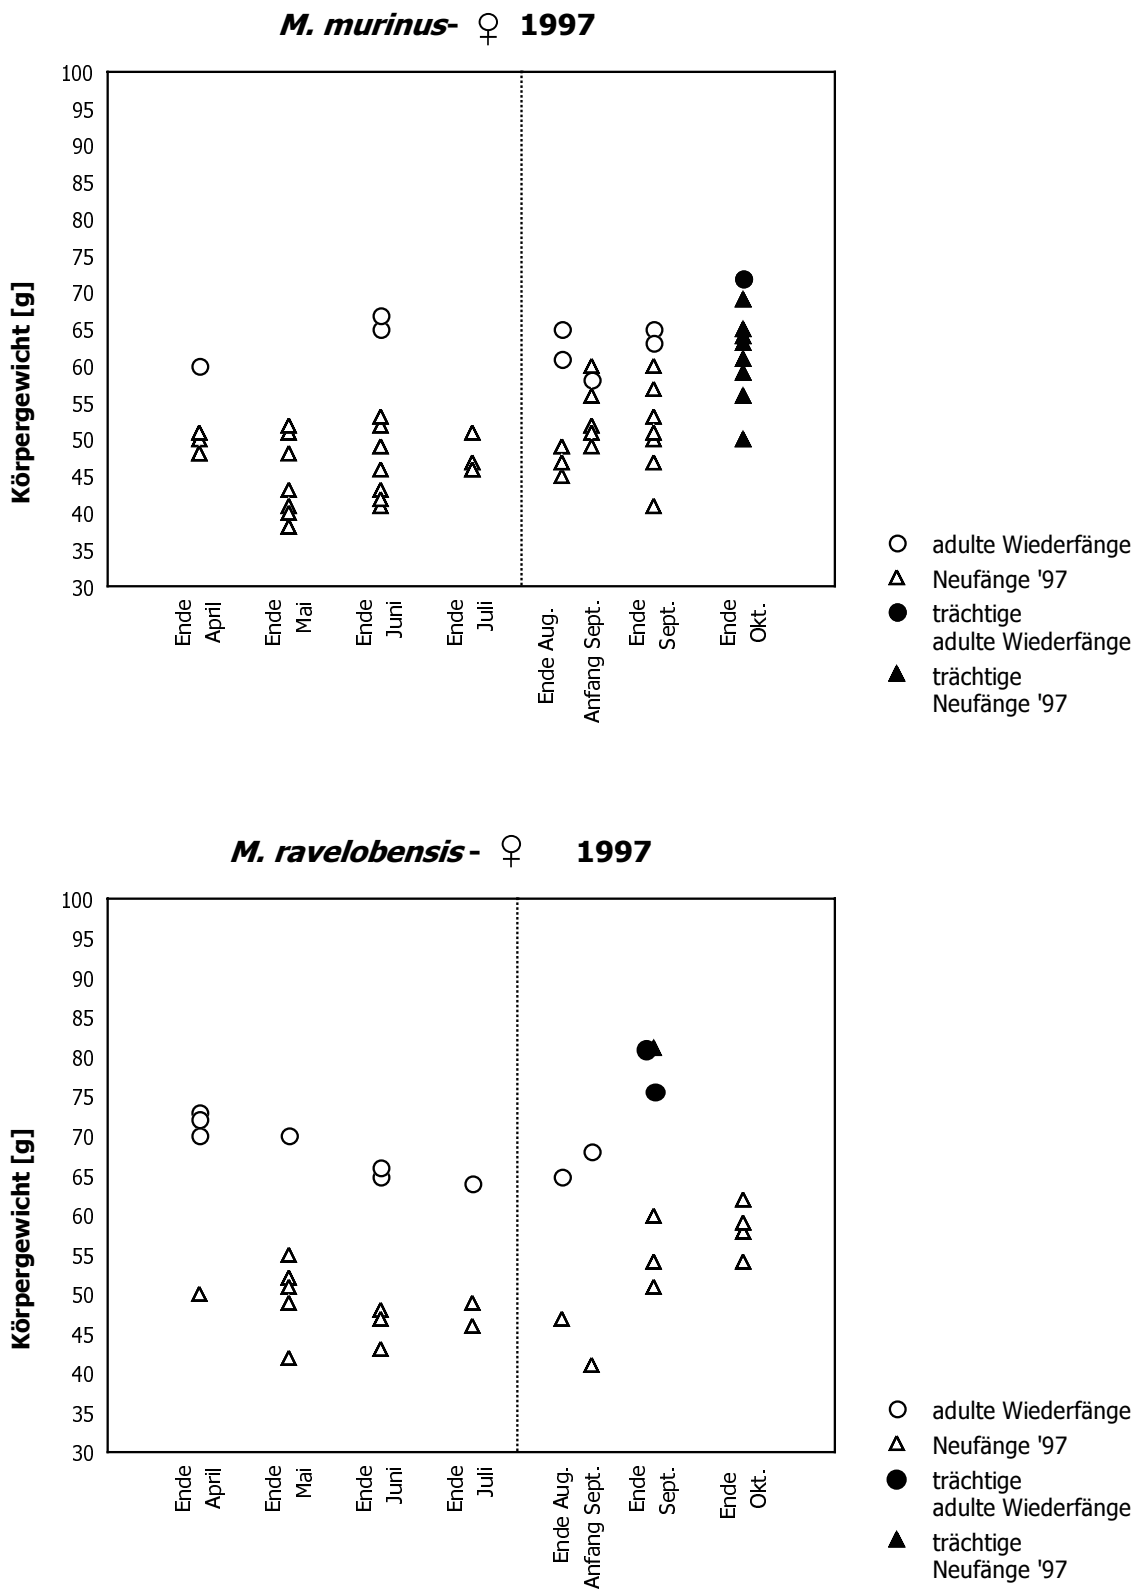 M. murinus- ♀ 1997
Körpergewicht [g]
100
95
90
85
80
75
70
65
60
55
50
45
40
35
30
Ende
April
Ende
Mai
Ende
Juni
Ende
Juli
Ende Aug.
Anfang Sept.
Ende
Sept.
Ende
Okt.
adulte Wiederfänge
Neufänge '97
trächtige
adulte Wiederfänge
trächtige
Neufänge '97
M. ravelobensis - ♀ 1997
Körpergewicht [g]
100
95
90
85
80
75
70
65
60
55
50
45
40
35
30
Ende
April
Ende
Mai
Ende
Juni
Ende
Juli
Ende Aug.
Anfang Sept.
Ende
Sept.
Ende
Okt.
adulte Wiederfänge
Neufänge '97
trächtige
adulte Wiederfänge
trächtige
Neufänge '97